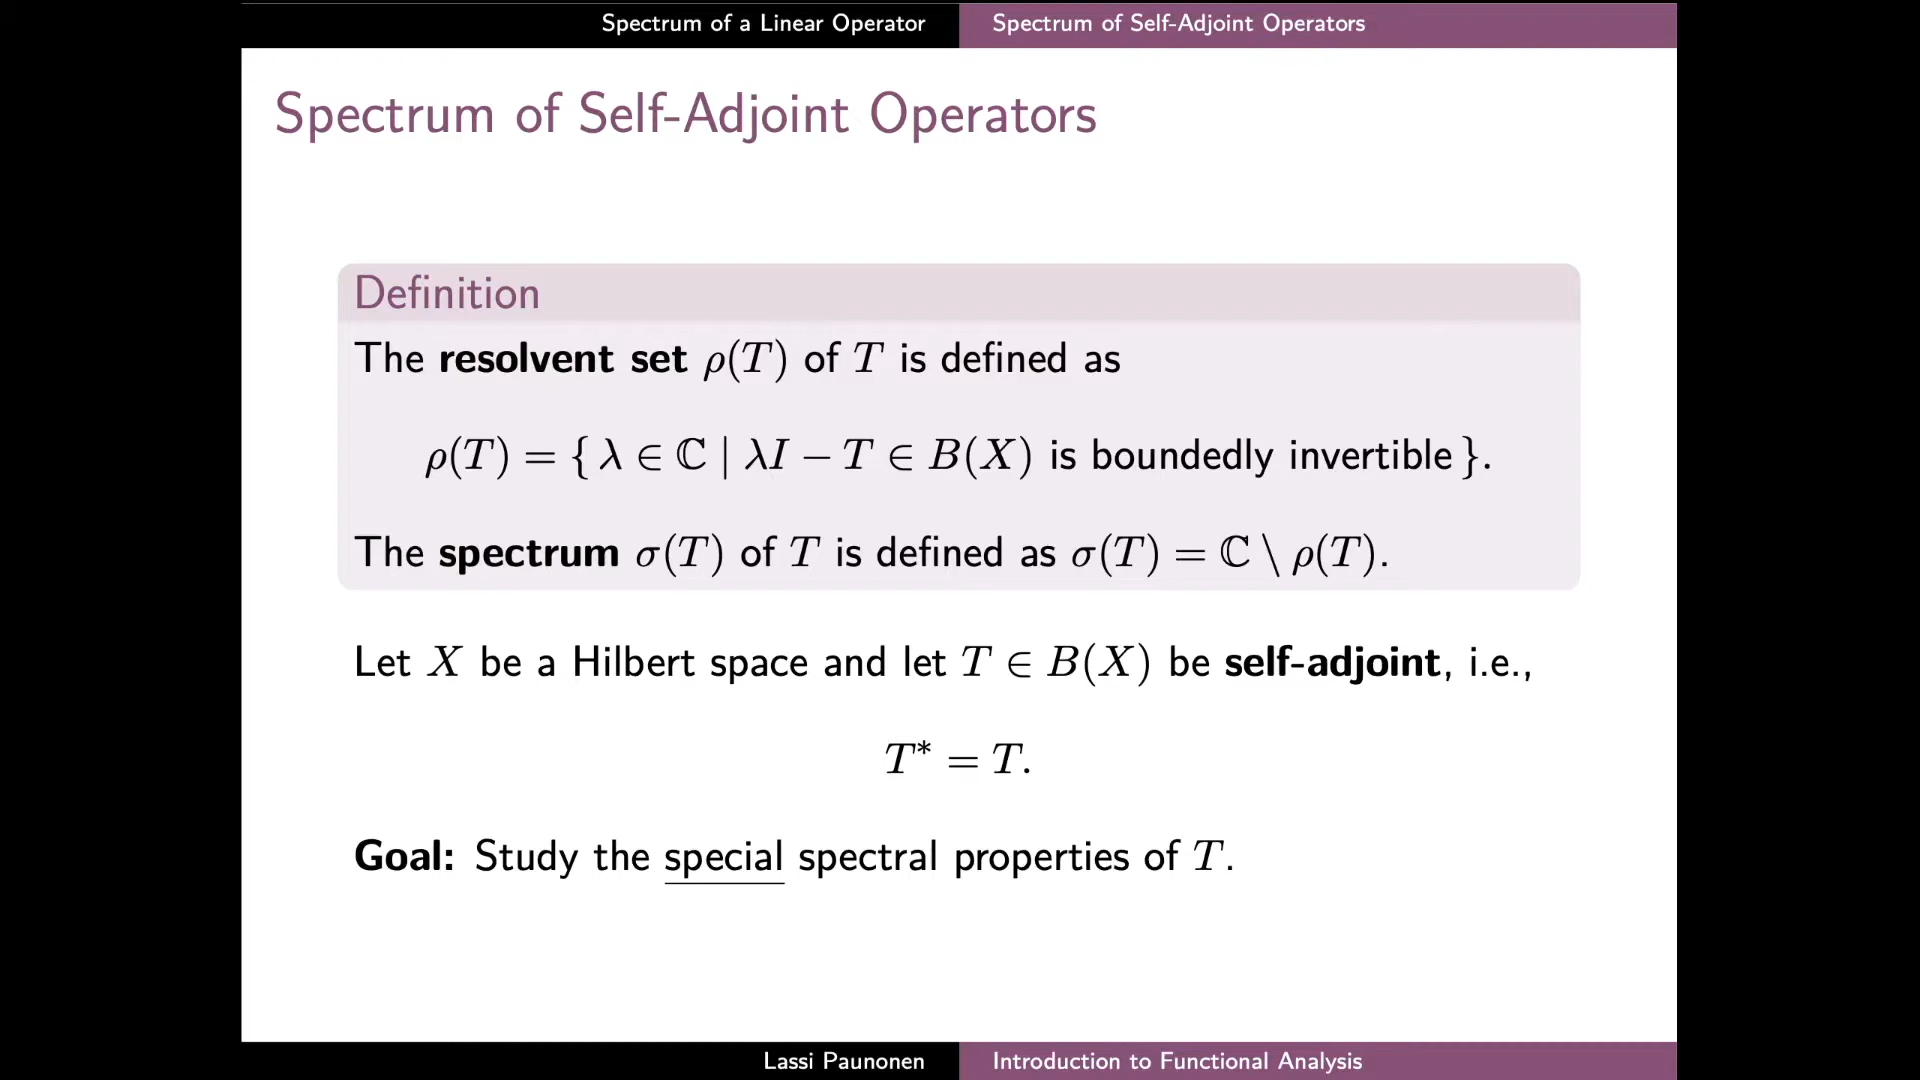 Spectrum of a Linear Operator
Spectrum of Self-Adjoint Operators
Spectrum of Self-Adjoint Operators
Definition
The resolvent set ρ(T) of T is defined as
ρ(T) = { λ ∈ ℂ | λI − T ∈ B(X) is boundedly invertible }.
The spectrum σ(T) of T is defined as σ(T) = ℂ \ ρ(T).
Let X be a Hilbert space and let T ∈ B(X) be self-adjoint, i.e.,
T* = T.
Goal: Study the special spectral properties of T.
Lassi Paunonen
Introduction to Functional Analysis